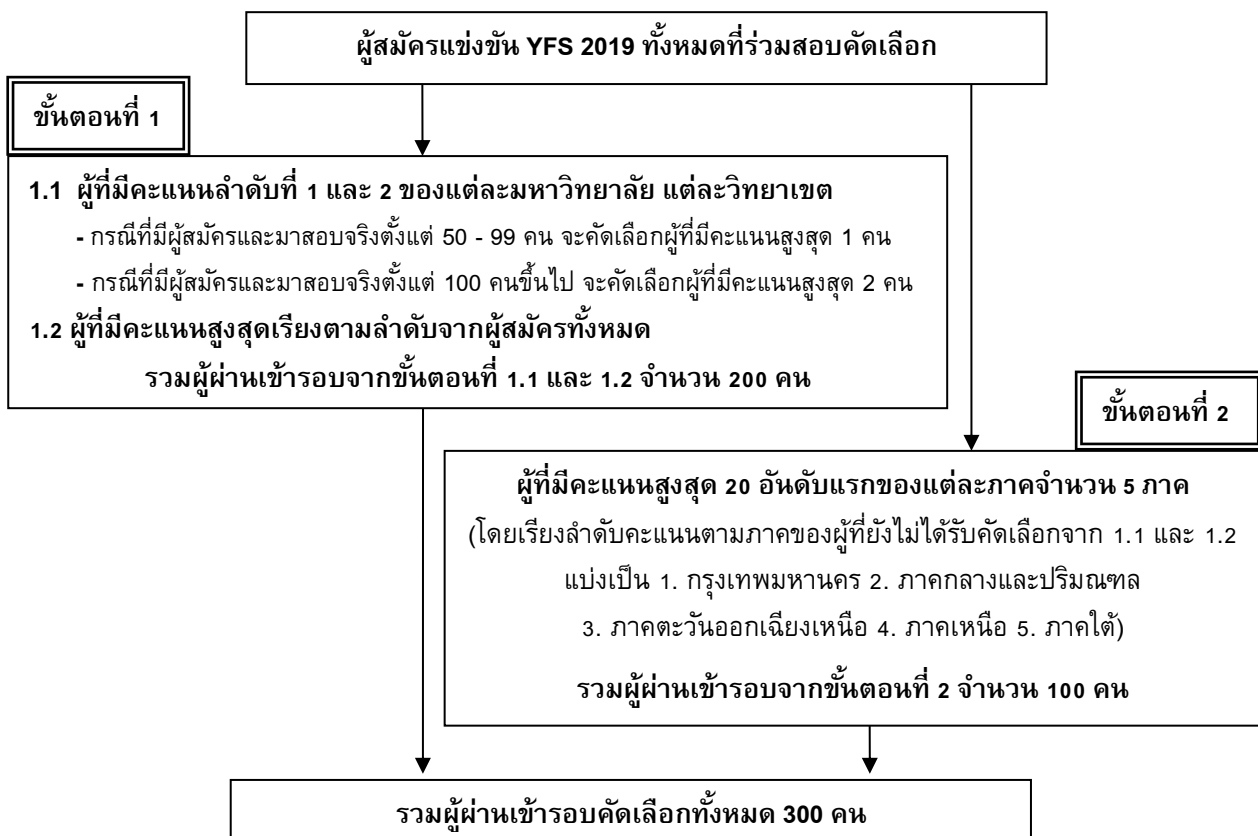 ผู้สมัครแข่งขัน YFS 2019 ทั้งหมดที่ร่วมสอบคัดเลือก
ขั้นตอนที่ 1
1.1 ผู้ที่มีคะแนนลำดับที่ 1 และ 2 ของแต่ละมหาวิทยาลัย แต่ละวิทยาเขต
- กรณีที่มีผู้สมัครและมาสอบจริงตั้งแต่ 50 - 99 คน จะคัดเลือกผู้ที่มีคะแนนสูงสุด 1 คน
- กรณีที่มีผู้สมัครและมาสอบจริงตั้งแต่ 100 คนขึ้นไป จะคัดเลือกผู้ที่มีคะแนนสูงสุด 2 คน
1.2 ผู้ที่มีคะแนนสูงสุดเรียงตามลำดับจากผู้สมัครทั้งหมด
รวมผู้ผ่านเข้ารอบจากขั้นตอนที่ 1.1 และ 1.2 จำนวน 200 คน
ขั้นตอนที่ 2
ผู้ที่มีคะแนนสูงสุด 20 อันดับแรกของแต่ละภาคจำนวน 5 ภาค
(โดยเรียงลำดับคะแนนตามภาคของผู้ที่ยังไม่ได้รับคัดเลือกจาก 1.1 และ 1.2
แบ่งเป็น 1. กรุงเทพมหานคร 2. ภาคกลางและปริมณฑล
3. ภาคตะวันออกเฉียงเหนือ 4. ภาคเหนือ 5. ภาคใต้)
รวมผู้ผ่านเข้ารอบจากขั้นตอนที่ 2 จำนวน 100 คน
รวมผู้ผ่านเข้ารอบคัดเลือกทั้งหมด 300 คน